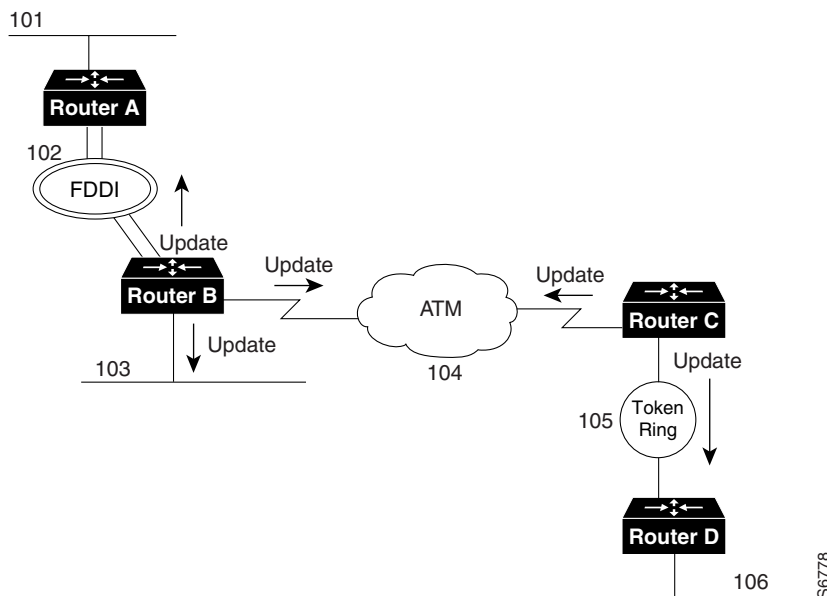 101
Router A
102
FDDI
Update
Router B
Update
Update
103
ATM
104
Update
Router C
Update
105
Token
Ring
Router D
106
S6778